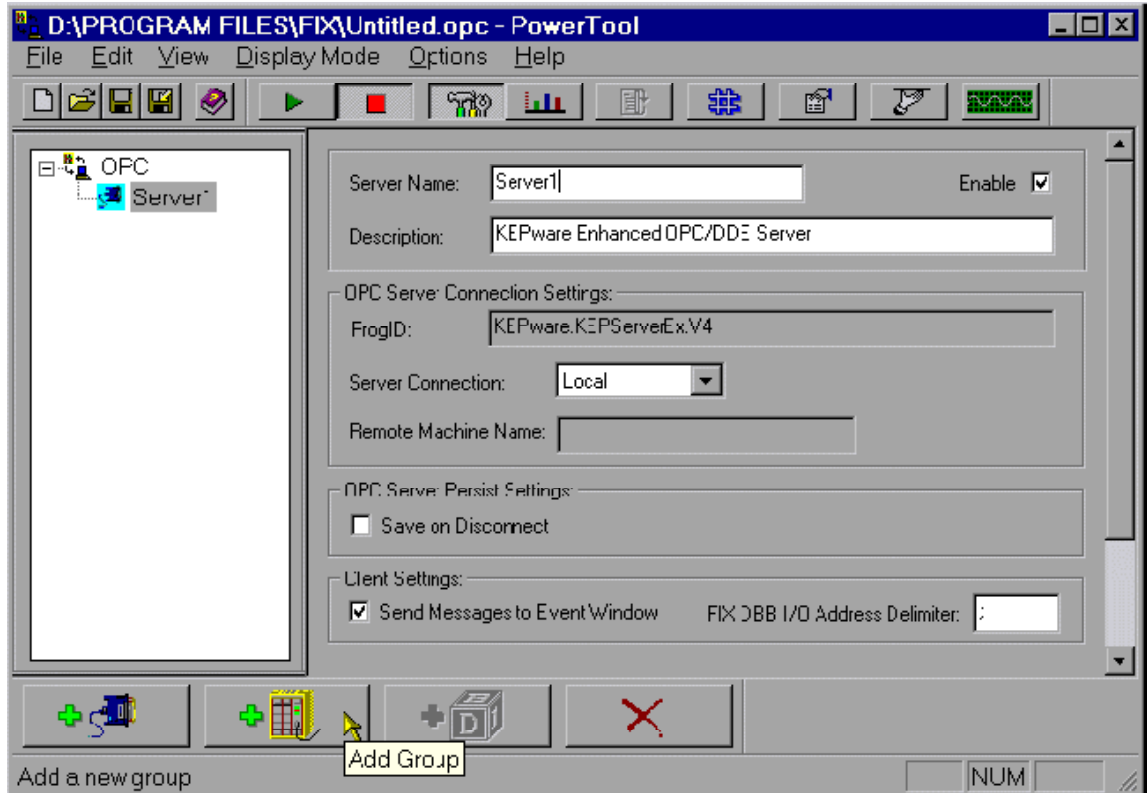 D:\PROGRAM FILES\FIX\Untitled.opc - PowerTool
File Edit View Display Mode Options Help
OPC
Server1
Server Name: Server1 Enable
Description: KEPware Enhanced OPC/DDE Server
OPC Server Connection Settings:
FrogID: KEPware.KEPServerEx.V4
Server Connection: Local
Remote Machine Name:
OPC Server Persist Settings:
Save on Disconnect
Client Settings:
Send Messages to Event Window FIX DBB I/O Address Delimiter: ;
D
Add Group
Add a new group NUM